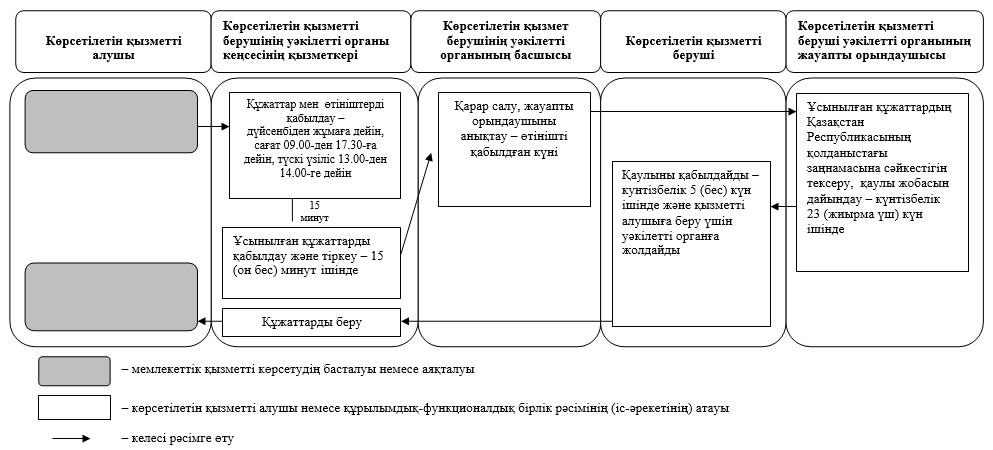 Көрсетілетін қызметті
алушы
Көрсетілетін қызметті
берушінің уәкілетті органы
кеңсесінің қызметкері
Көрсетілетін қызмет
берушінің уәкілетті
органының басшысы
Көрсетілетін қызметті
беруші
Көрсетілетін қызметті
беруші уәкілетті органының
жауапты орындаушысы
Құжаттар мен өтініштерді
қабылдау –
дүйсенбіден жұмаға дейін,
сағат 09.00-ден 17.30-ға
дейін, түскі үзіліс 13.00-ден
14.00-ге дейін
15
минут
Ұсынылған құжаттарды
қабылдау және тіркеу – 15
(он бес) минут ішінде
Құжаттарды беру
Қарар салу, жауапты
орындаушыны
анықтау – өтінішті
қабылдған күні
Қаулыны қабылдайды –
күнтізбелік 5 (бес) күн
ішінде және қызметті
алушыға беру үшін
уәкілетті органға
жолдайды
Ұсынылған құжаттардың
Қазақстан
Республикасының
қолданыстағы
заңнамасына сәйкестігін
тексеру, қаулы жобасын
дайындау – күнтізбелік
23 (жиырма үш) күн
ішінде
– мемлекеттік қызметті көрсетудің басталуы немесе аяқталуы
– көрсетілетін қызметті алушы немесе құрылымдық-функционалдық бірлік рәсімінің (іс-әрекетінің) атауы
– келесі рәсімге өту